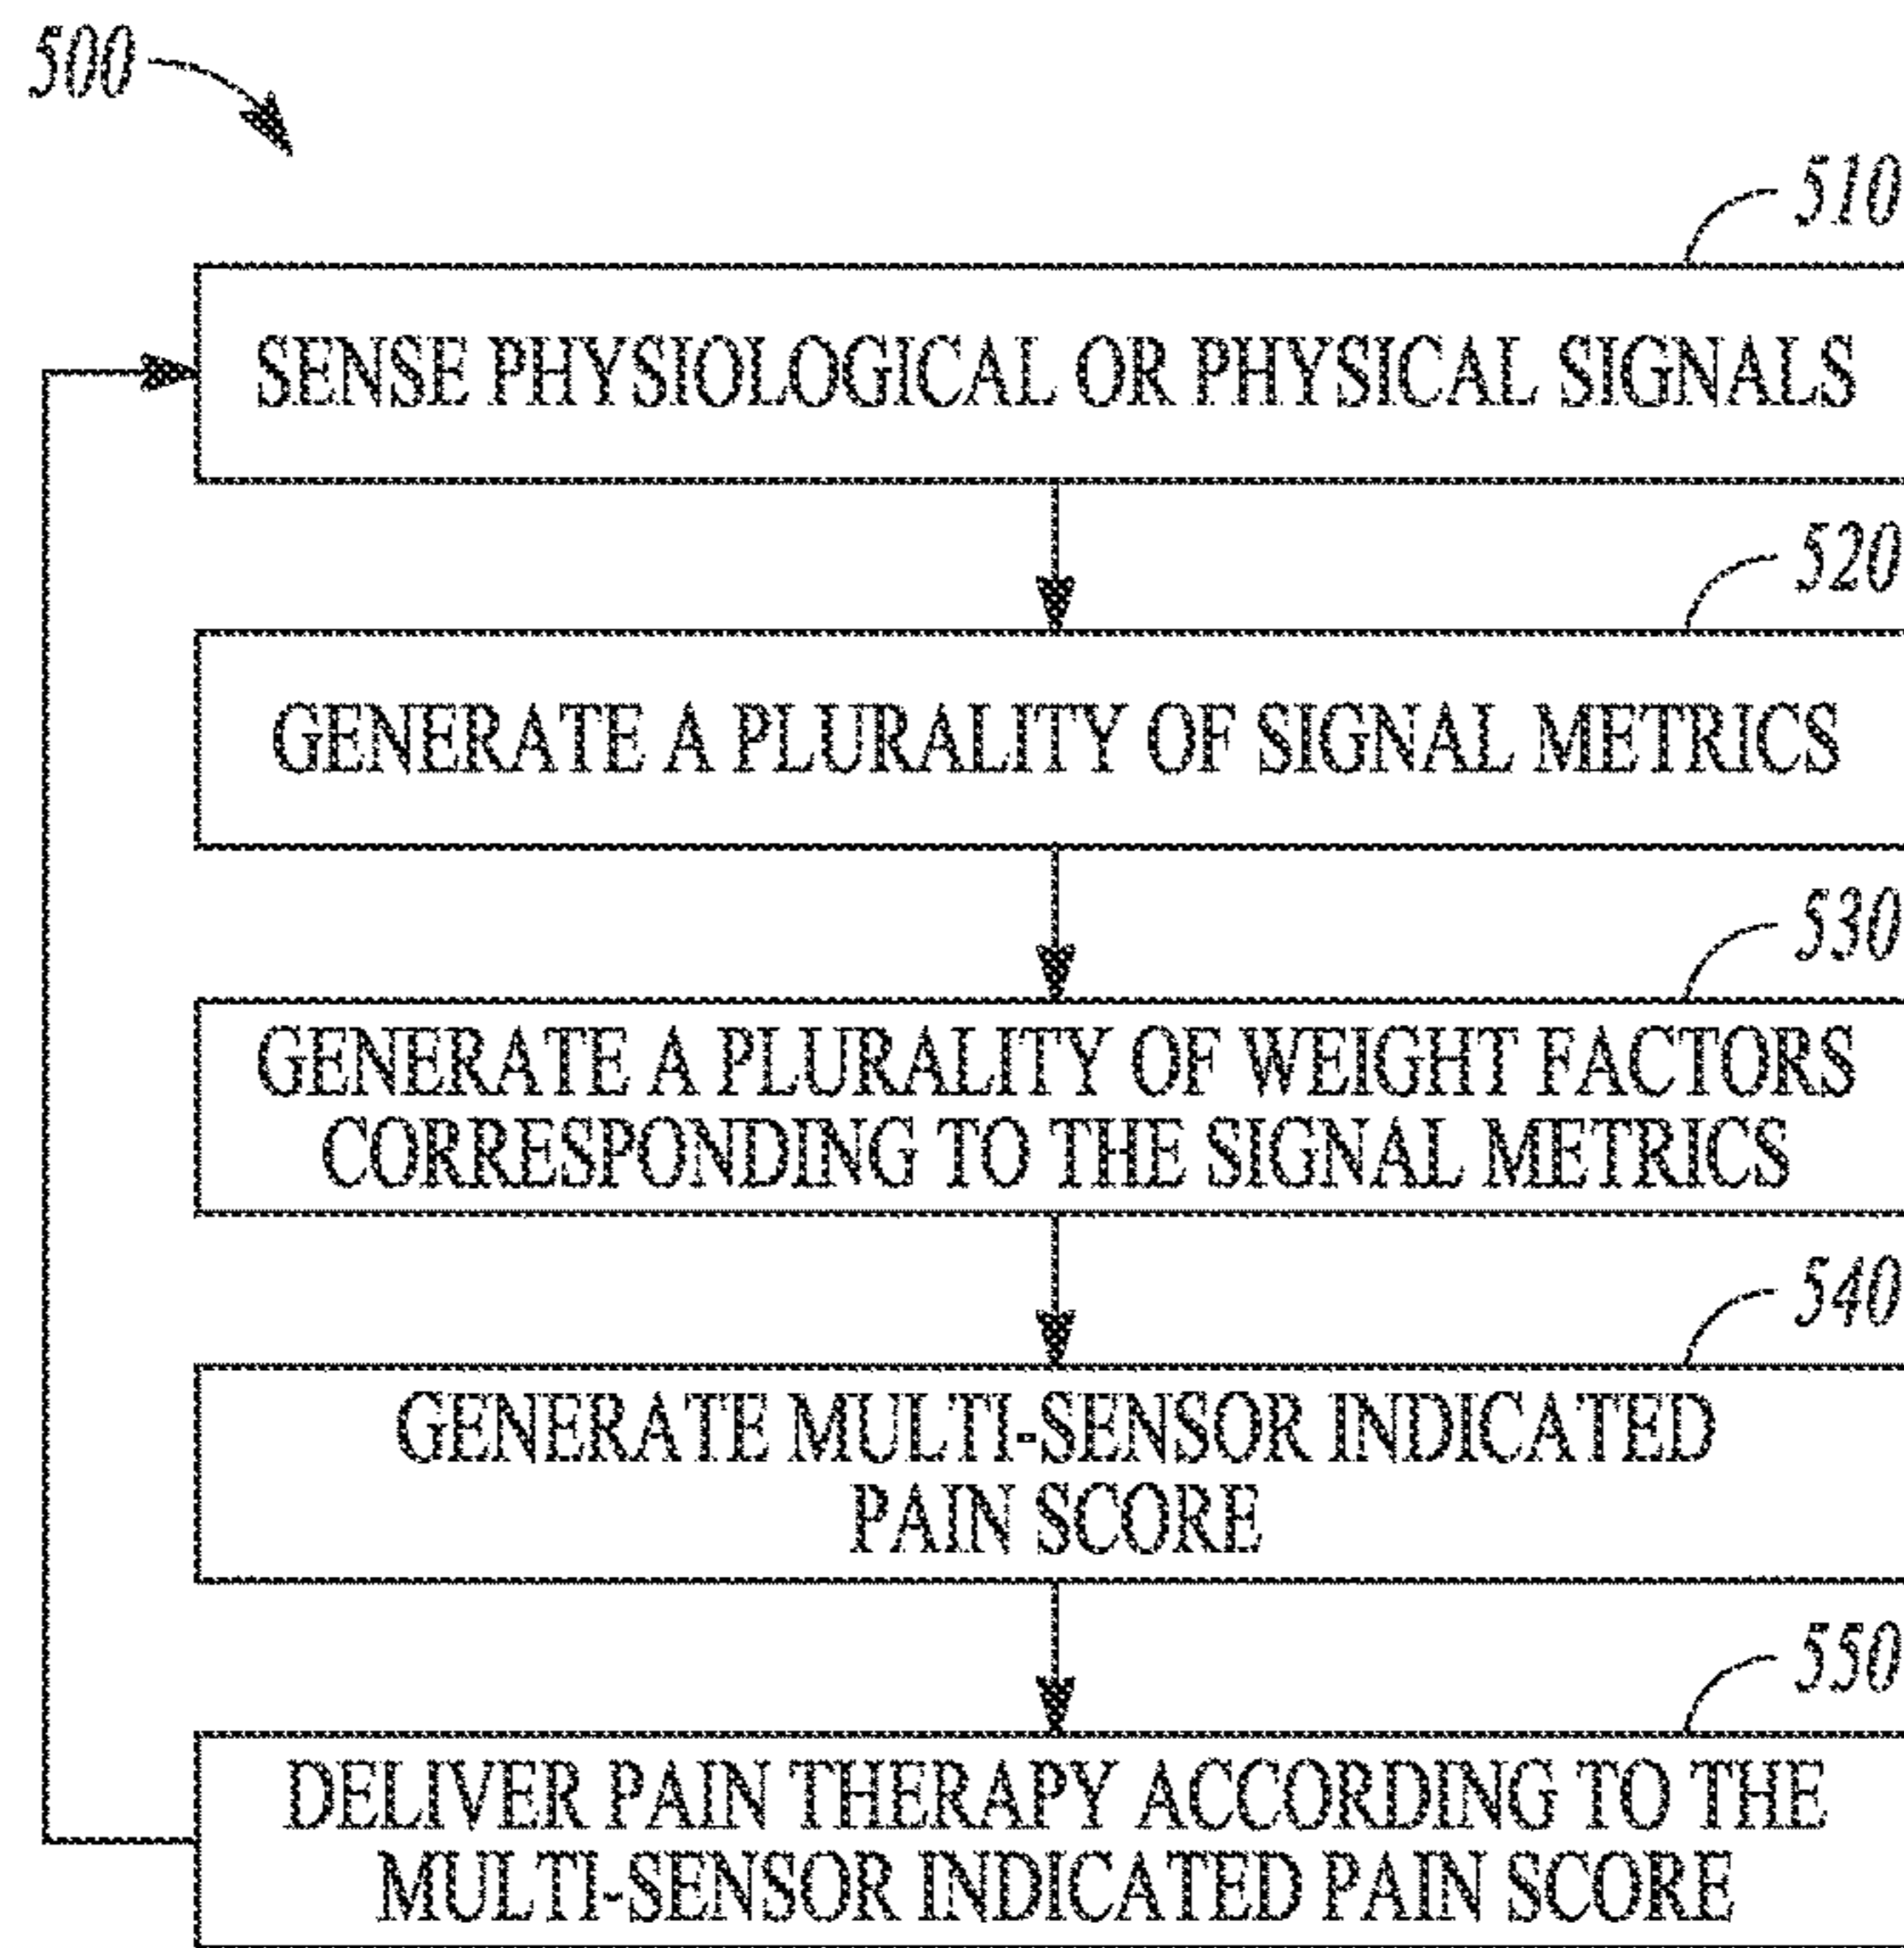 500
510
SENSE PHYSIOLOGICAL OR PHYSICAL SIGNALS
520
GENERATE A PLURALITY OF SIGNAL METRICS
530
GENERATE A PLURALITY OF WEIGHT FACTORS
CORRESPONDING TO THE SIGNAL METRICS
540
GENERATE MULTI-SENSOR INDICATED
PAIN SCORE
550
DELIVER PAIN THERAPY ACCORDING TO THE
MULTI-SENSOR INDICATED PAIN SCORE